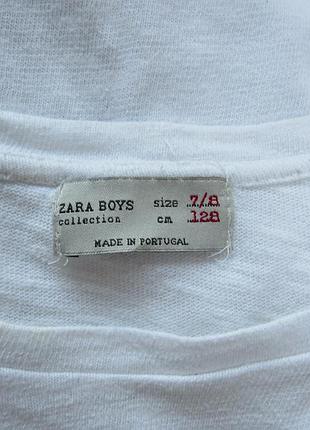 ZARA BOYS size 7/8
collection cm 128
MADE IN PORTUGAL